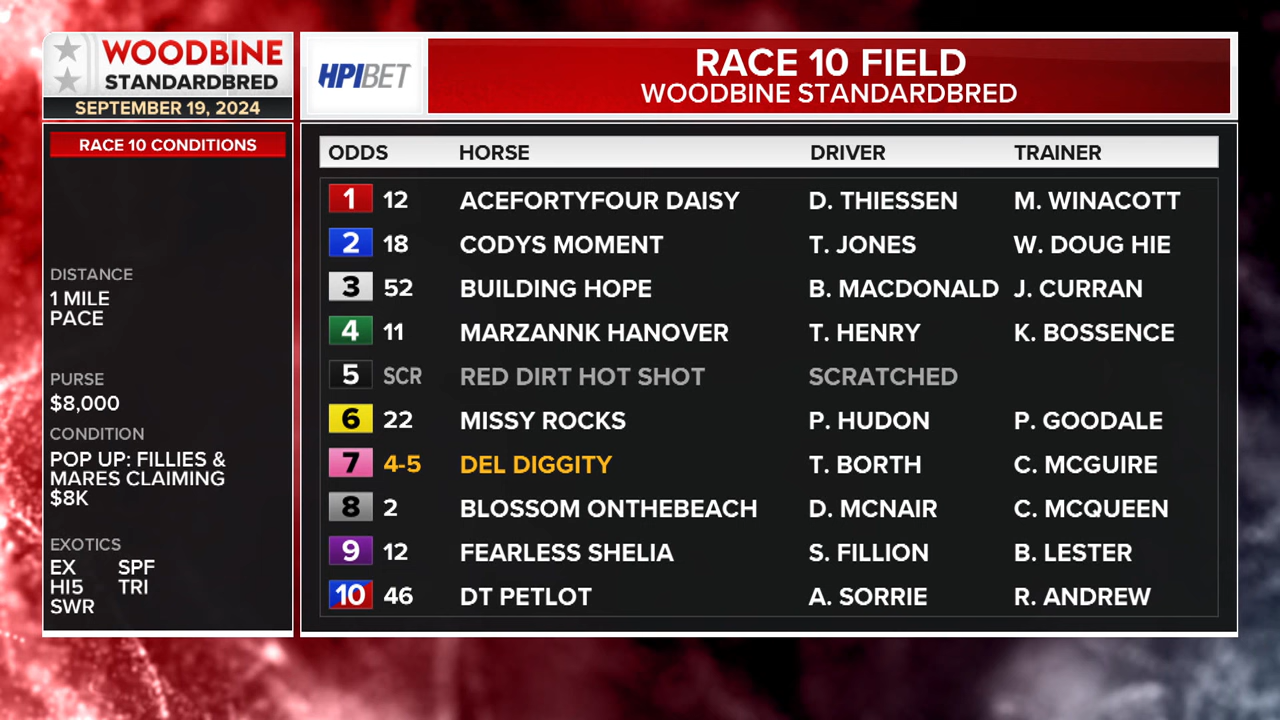 WOODBINE
STANDARDBRED
SEPTEMBER 19, 2024
HPIBET
RACE 10 FIELD
WOODBINE STANDARDBRED
RACE 10 CONDITIONS
DISTANCE
1 MILE
PACE
PURSE
$8,000
CONDITION
POP UP: FILLIES &
MARES CLAIMING
$8K
EXOTICS
EX SPF
HI5 TRI
SWR
ODDS HORSE DRIVER TRAINER
1 12 ACEFORTYFOUR DAISY D. THIESSEN M. WINACOTT
2 18 CODYS MOMENT T. JONES W. DOUG HIE
3 52 BUILDING HOPE B. MACDONALD J. CURRAN
4 11 MARZANNK HANOVER T. HENRY K. BOSSENCE
5 SCR RED DIRT HOT SHOT SCRATCHED
6 22 MISSY ROCKS P. HUDON P. GOODALE
7 4-5 DEL DIGGITY T. BORTH C. MCGUIRE
8 2 BLOSSOM ONTHEBEACH D. MCNAIR C. MCQUEEN
9 12 FEARLESS SHELIA S. FILLION B. LESTER
10 46 DT PETLOT A. SORRIE R. ANDREW